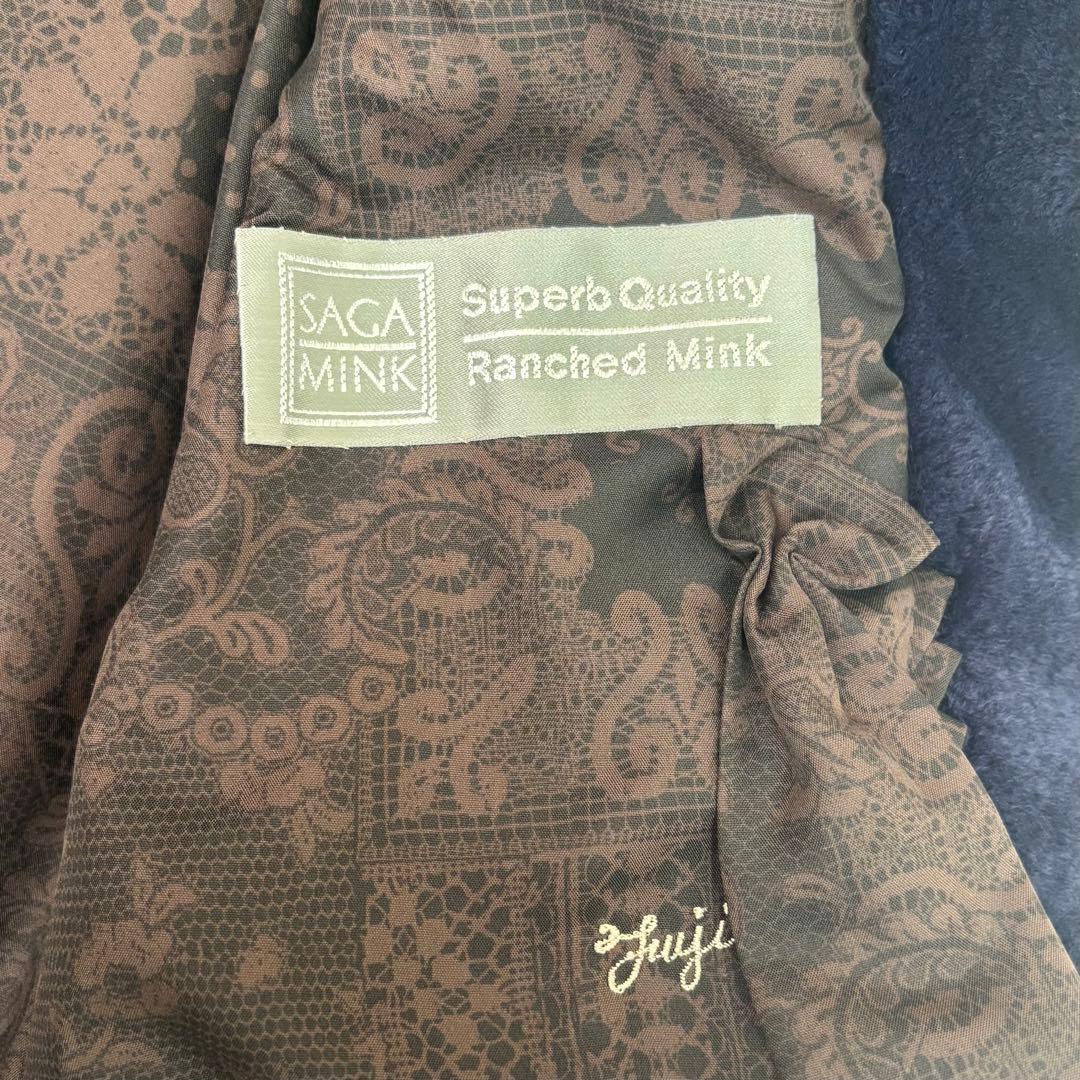 SAGA
MINK
Superb Quality
Ranched Mink